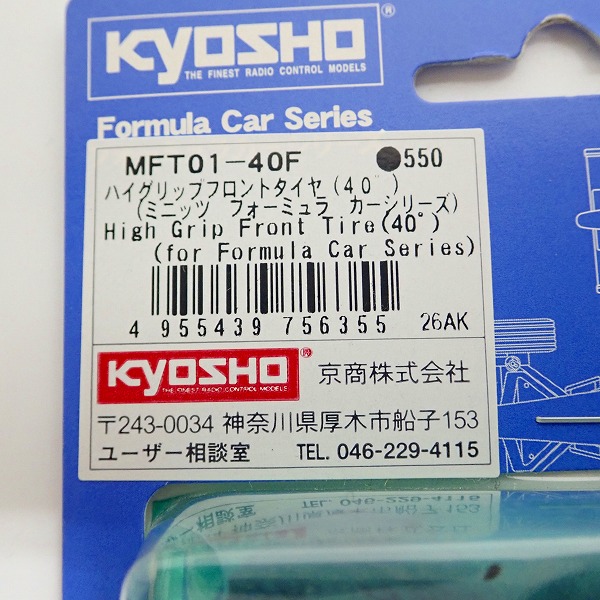 KYOSHO®
THE FINEST RADIO CONTROL MODELS
Formula Car Series
MFT01-40F ●550
ハイグリップフロントタイヤ(40°)
(ミニッツ フォーミュラ カーシリーズ)
High Grip Front Tire(40°)
(for Formula Car Series)
4 955439 756355 26AK
KYOSHO® 京商株式会社
THE FINEST RADIO CONTROL MODELS
〒243-0034 神奈川県厚木市船子153
ユーザー相談室 TEL. 046-229-4115